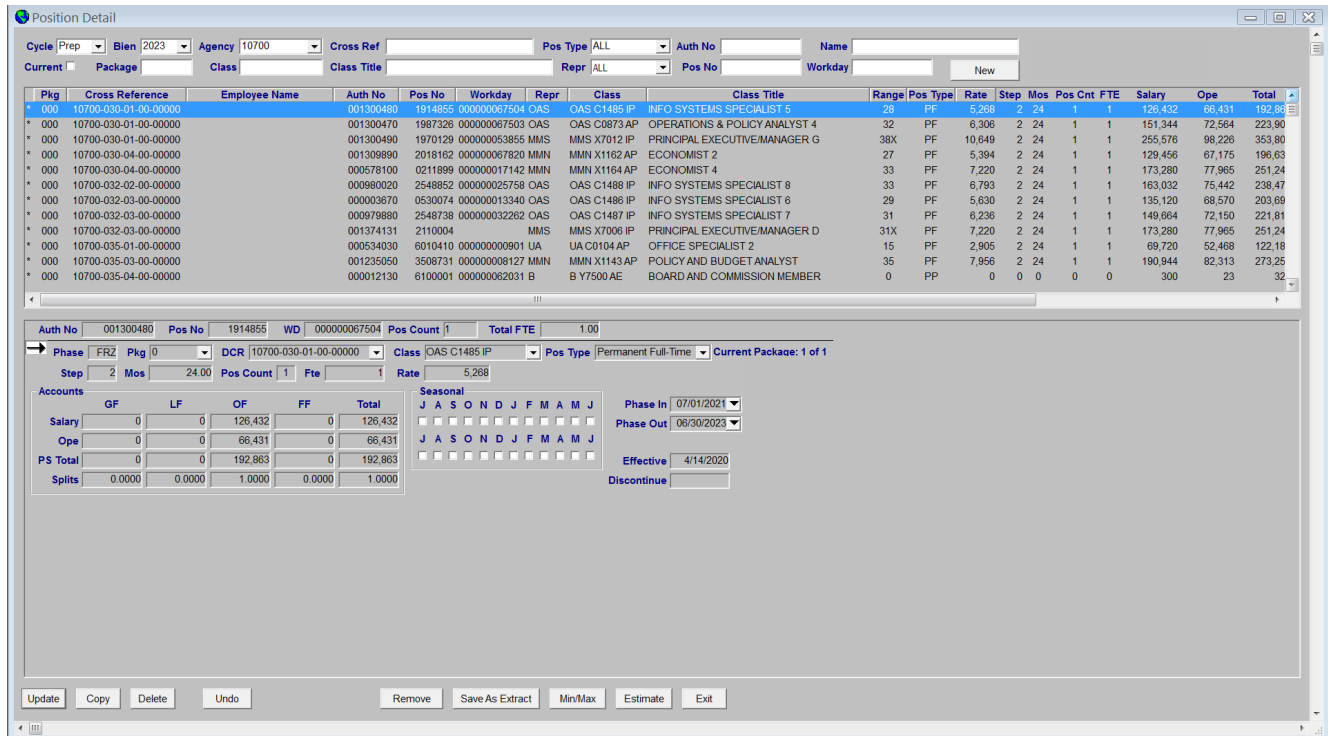 Position Detail
Cycle Prep Bien 2023 Agency 10700 Cross Ref Pos Type ALL Auth No Name
Current Package Class Class Title Repr ALL Pos No Workday New
Pkg Cross Reference Employee Name Auth No Pos No Workday Repr Class Class Title Range Pos Type Rate Step Mos Pos Cnt FTE Salary Ope Total
* 000 10700-030-01-00-00000 001300480 1914855 000000067504 OAS OAS C1485 IP INFO SYSTEMS SPECIALIST 5 28 PF 5,268 2 24 1 1 126,432 66,431 192,86
* 000 10700-030-01-00-00000 001300470 1987326 000000067503 OAS OAS C0873 AP OPERATIONS & POLICY ANALYST 4 32 PF 6,306 2 24 1 1 151,344 72,564 223,90
* 000 10700-030-01-00-00000 001300490 1970129 000000053855 MMS MMS X7012 IP PRINCIPAL EXECUTIVE/MANAGER G 38X PF 10,649 2 24 1 1 255,576 98,226 353,80
* 000 10700-030-04-00-00000 001309890 2018162 000000067820 MMN MMN X1162 AP ECONOMIST 2 27 PF 5,394 2 24 1 1 129,456 67,175 196,63
* 000 10700-030-04-00-00000 000578100 0211899 000000017142 MMN MMN X1164 AP ECONOMIST 4 33 PF 7,220 2 24 1 1 173,280 77,965 251,24
* 000 10700-032-02-00-00000 000980020 2548852 000000025758 OAS OAS C1488 IP INFO SYSTEMS SPECIALIST 8 33 PF 6,793 2 24 1 1 163,032 75,442 238,47
* 000 10700-032-03-00-00000 000003670 0530074 000000013340 OAS OAS C1486 IP INFO SYSTEMS SPECIALIST 6 29 PF 5,630 2 24 1 1 135,120 68,570 203,69
* 000 10700-032-03-00-00000 000979880 2548738 000000032262 OAS OAS C1487 IP INFO SYSTEMS SPECIALIST 7 31 PF 6,236 2 24 1 1 149,664 72,150 221,81
* 000 10700-032-03-00-00000 001374131 2110004 MMS MMS X7006 IP PRINCIPAL EXECUTIVE/MANAGER D 31X PF 7,220 2 24 1 1 173,280 77,965 251,24
* 000 10700-035-01-00-00000 000534030 6010410 000000000901 UA UA C0104 AP OFFICE SPECIALIST 2 15 PF 2,905 2 24 1 1 69,720 52,468 122,18
* 000 10700-035-03-00-00000 001235050 3508731 000000008127 MMN MMN X1143 AP POLICY AND BUDGET ANALYST 35 PF 7,956 2 24 1 1 190,944 82,313 273,25
* 000 10700-035-04-00-00000 000012130 6100001 000000062031 B B Y7500 AE BOARD AND COMMISSION MEMBER 0 PP 0 0 0 0 0 300 23 32
Auth No 001300480 Pos No 1914855 WD 000000067504 Pos Count 1 Total FTE 1.00
Phase FRZ Pkg 0 DCR 10700-030-01-00-00000 Class OAS C1485 IP Pos Type Permanent Full-Time Current Package: 1 of 1
Step 2 Mos 24.00 Pos Count 1 Fte 1 Rate 5,268
Accounts Seasonal
GF LF OF FF Total J A S O N D J F M A M J Phase In 07/01/2021
Salary 0 0 126,432 0 126,432 Phase Out 06/30/2023
Ope 0 0 66,431 0 66,431 J A S O N D J F M A M J
PS Total 0 0 192,863 0 192,863 Effective 4/14/2020
Splits 0.0000 0.0000 1.0000 0.0000 1.0000 Discontinue
Update Copy Delete Undo Remove Save As Extract Min/Max Estimate Exit